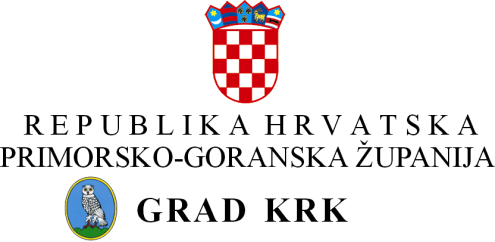 REPUBLIKA HRVATSKA
PRIMORSKO-GORANSKA ŽUPANIJA
GRAD KRK